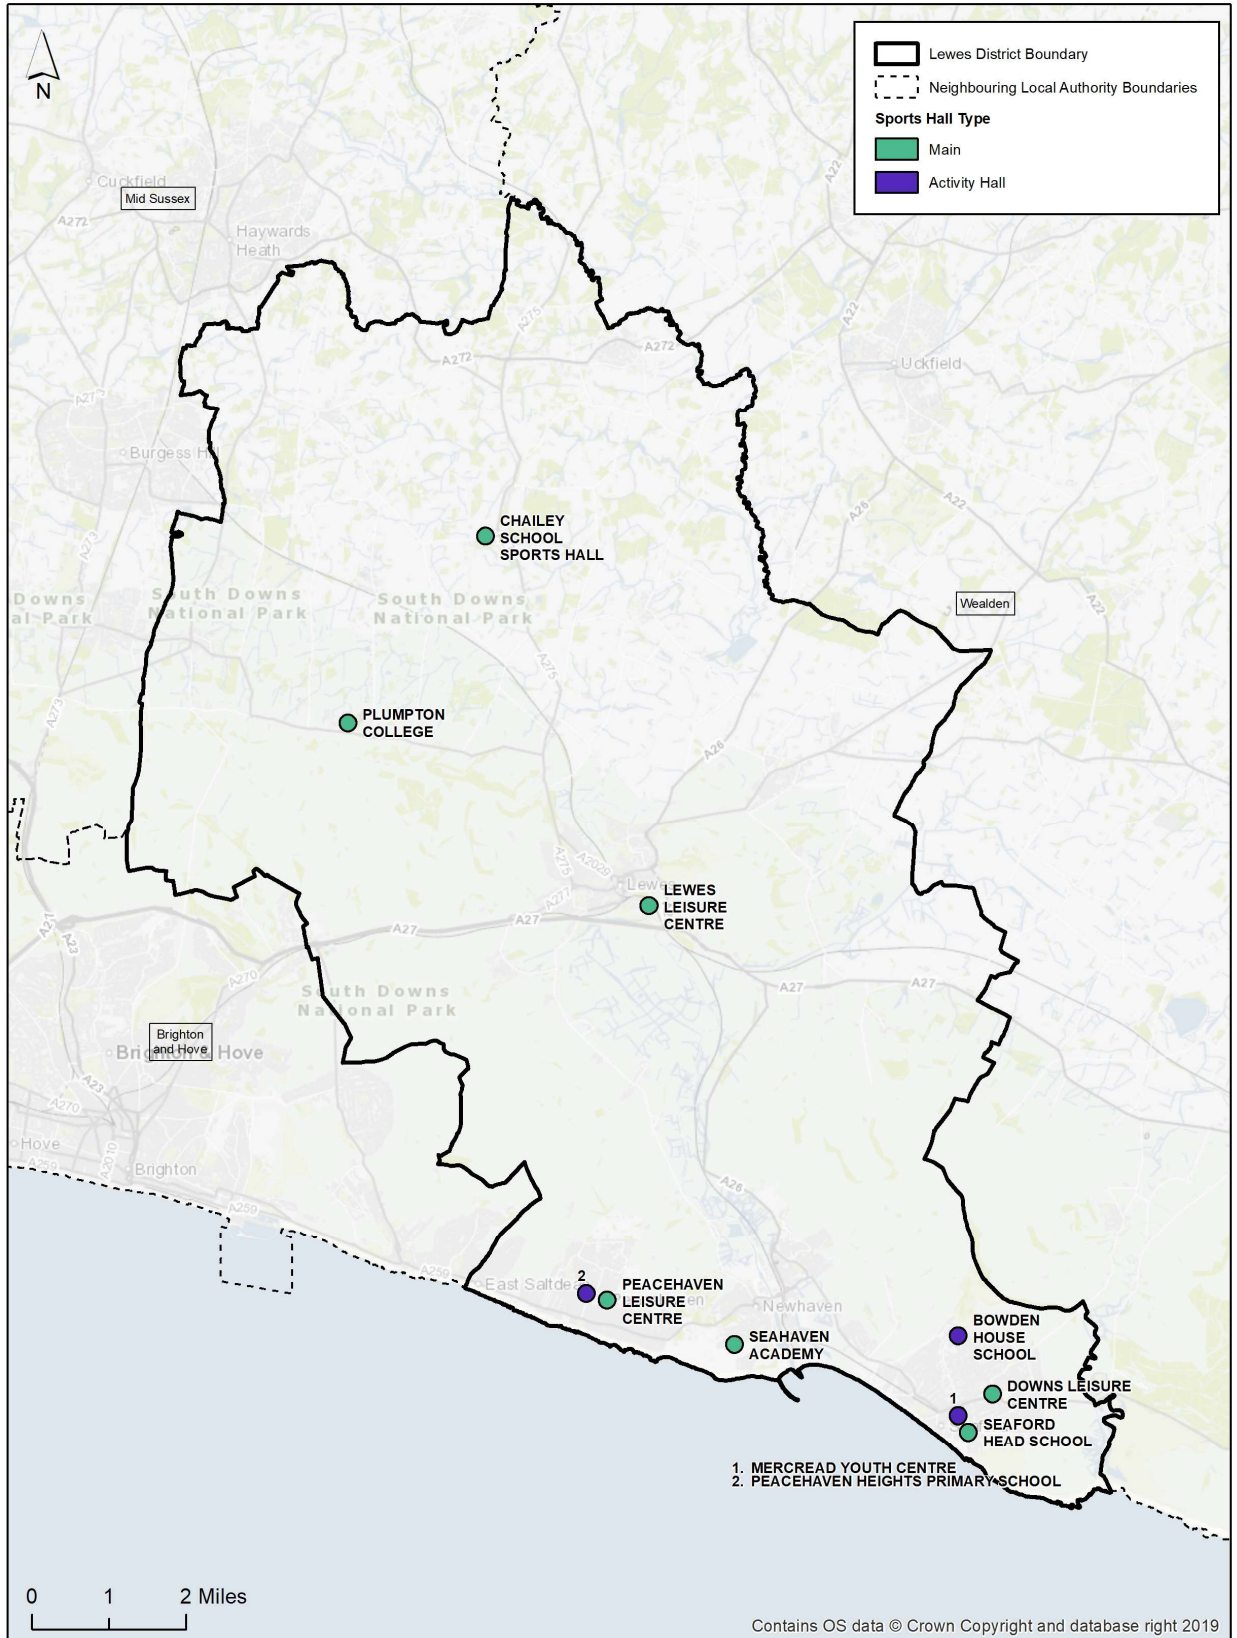 N
Lewes District Boundary
Neighbouring Local Authority Boundaries
Sports Hall Type
Main
Activity Hall
A22
Cuckfield
Mid Sussex
A272
Haywards
Heath
A275
A22
A272
A272
Uckfield
A273
Burgess H
A26
A22
CHAILEY
SCHOOL
SPORTS HALL
A273
Downs
al Park
South Downs
National Park
South Downs
National Park
Wealden
A22
A275
A273
PLUMPTON
COLLEGE
A26
A275
A2029
Lewes
A277
LEWES
LEISURE
CENTRE
A27
A27
A27
A23
A270
A27
A27
South Downs
National Park
Brighton
and Hove
Brighton & Hove
A23
A270
Hove
A259
A2010
Brighton
A259
A26
A259
East Saltde
2
PEACEHAVEN
LEISURE
CENTRE
en
Newhaven
SEAHAVEN
ACADEMY
BOWDEN
HOUSE
SCHOOL
DOWNS LEISURE
CENTRE
1
SEAFORD
HEAD SCHOOL
1. MERCREAD YOUTH CENTRE
2. PEACEHAVEN HEIGHTS PRIMARY SCHOOL
0 1 2 Miles
Contains OS data © Crown Copyright and database right 2019